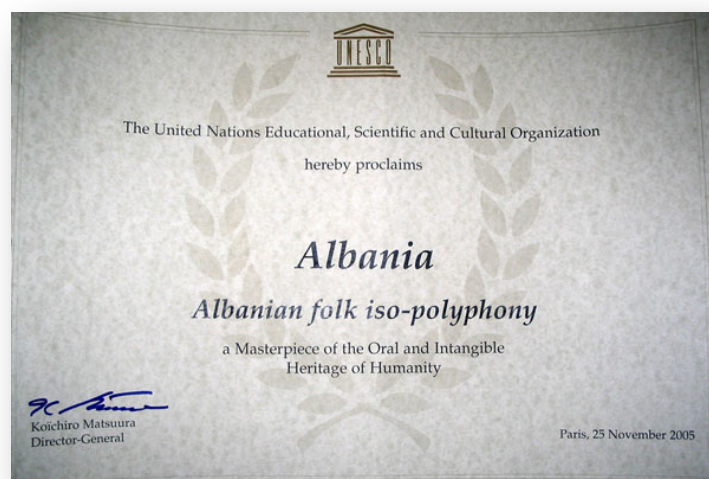 UNESCO
The United Nations Educational, Scientific and Cultural Organization
hereby proclaims
Albania
Albanian folk iso-polyphony
a Masterpiece of the Oral and Intangible
Heritage of Humanity
Koïchiro Matsuura
Director-General
Paris, 25 November 2005